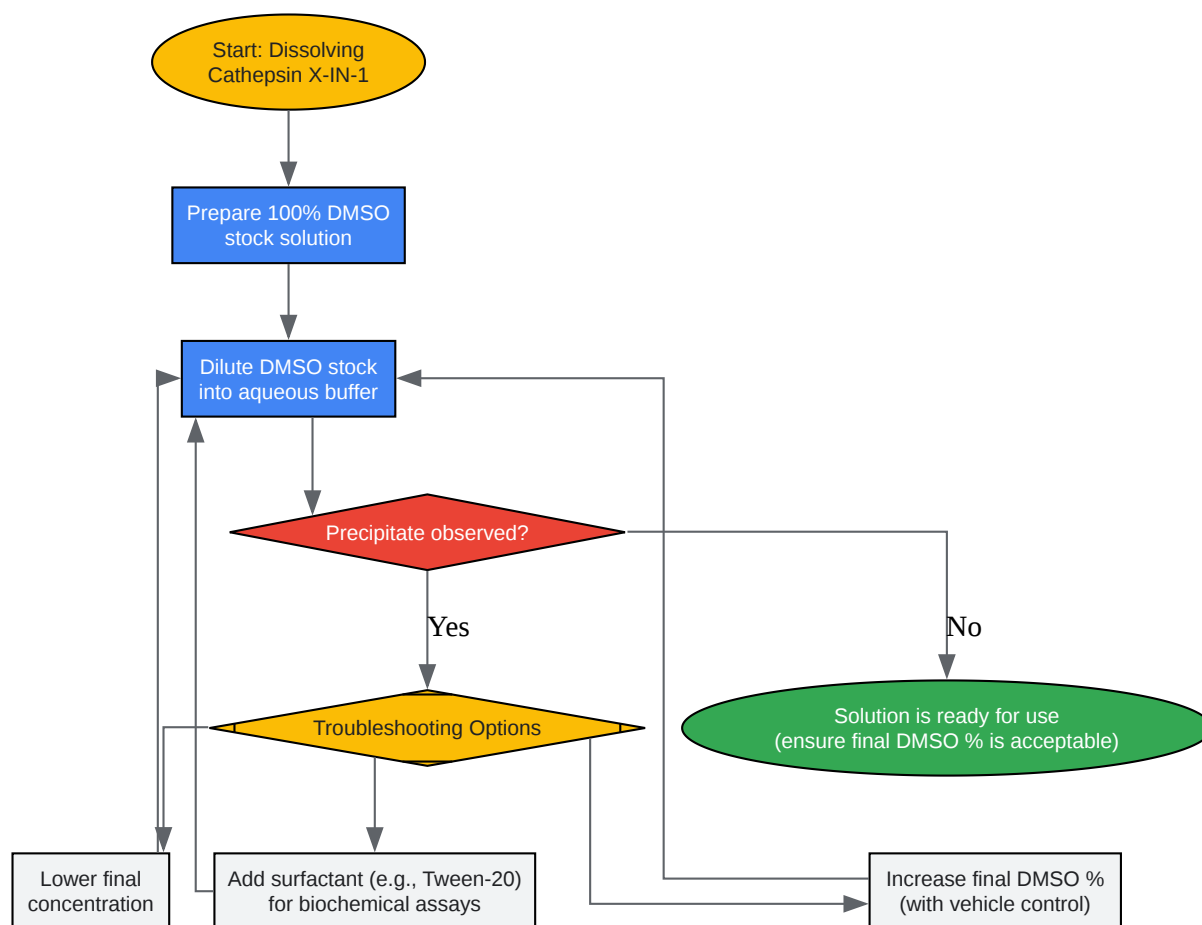 Start: Dissolving
Cathepsin X-IN-1
Prepare 100% DMSO
stock solution
Dilute DMSO stock
into aqueous buffer
Precipitate observed?
Yes
No
Troubleshooting Options
Solution is ready for use
(ensure final DMSO % is acceptable)
Lower final
concentration
Add surfactant (e.g., Tween-20)
for biochemical assays
Increase final DMSO %
(with vehicle control)